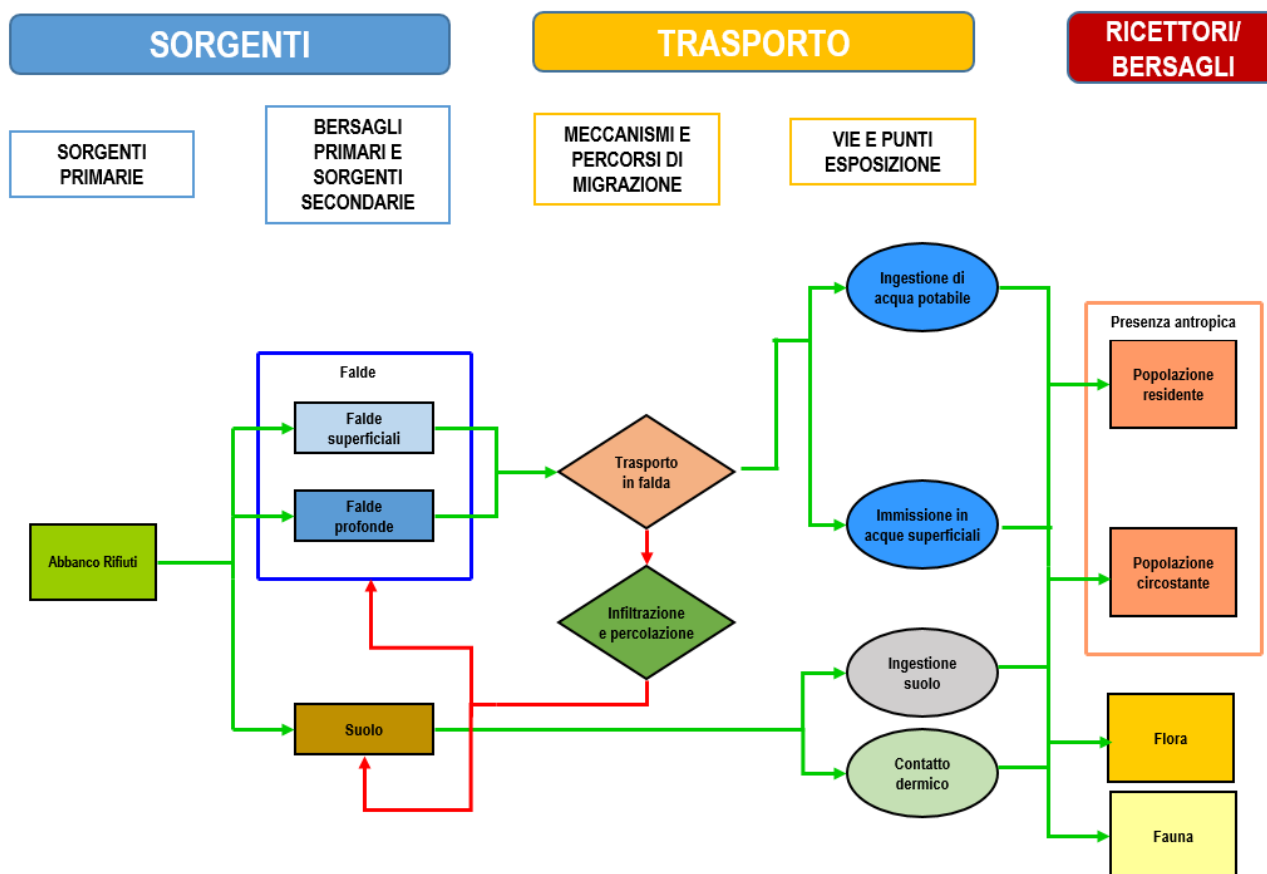 SORGENTI
TRASPORTO
RICETTORI/
BERSAGLI
SORGENTI
PRIMARIE
BERSAGLI
PRIMARI E
SORGENTI
SECONDARIE
MECCANISMI E
PERCORSI DI
MIGRAZIONE
VIE E PUNTI
ESPOSIZIONE
Ingestione di
acqua potabile
Presenza antropica
Falde
Popolazione
residente
Falde
superficiali
Trasporto
in falda
Falde
profonde
Immissione in
acque superficiali
Abbanco Rifiuti
Popolazione
circostante
Infiltrazione
e percolazione
Ingestione
suolo
Suolo
Flora
Contatto
dermico
Fauna